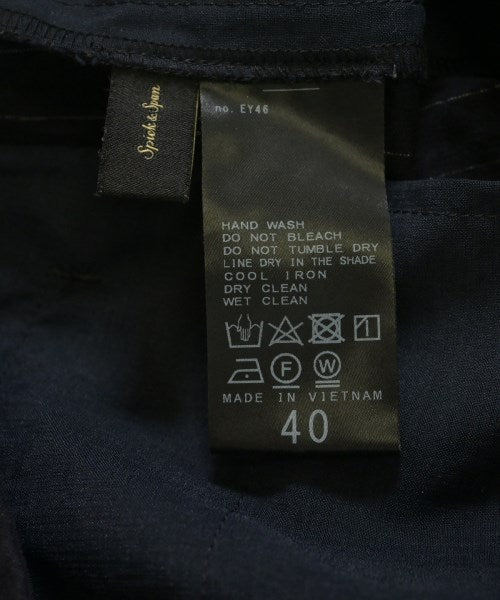 Spick & Span
no. EY46
HAND WASH
DO NOT BLEACH
DO NOT TUMBLE DRY
LINE DRY IN THE SHADE
COOL IRON
DRY CLEAN
WET CLEAN
F W
MADE IN VIETNAM
40